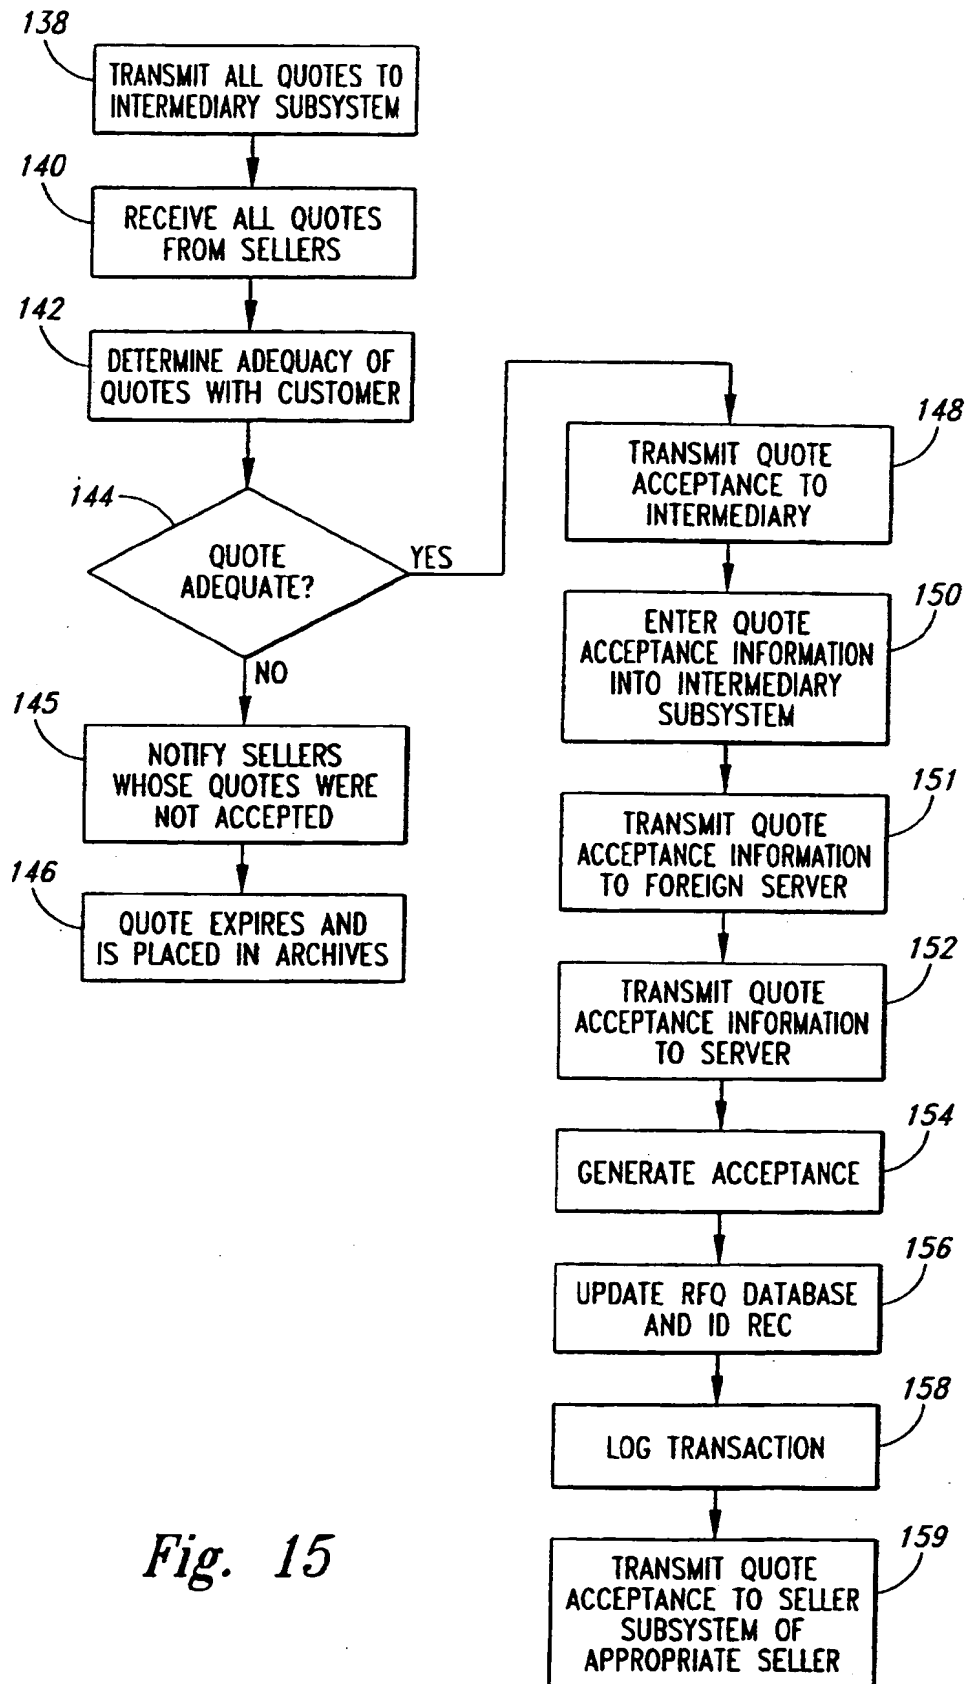 138
TRANSMIT ALL QUOTES TO
INTERMEDIARY SUBSYSTEM
140
RECEIVE ALL QUOTES
FROM SELLERS
142
DETERMINE ADEQUACY OF
QUOTES WITH CUSTOMER
144
QUOTE
ADEQUATE?
YES
NO
145
NOTIFY SELLERS
WHOSE QUOTES WERE
NOT ACCEPTED
146
QUOTE EXPIRES AND
IS PLACED IN ARCHIVES
148
TRANSMIT QUOTE
ACCEPTANCE TO
INTERMEDIARY
150
ENTER QUOTE
ACCEPTANCE INFORMATION
INTO INTERMEDIARY
SUBSYSTEM
151
TRANSMIT QUOTE
ACCEPTANCE INFORMATION
TO FOREIGN SERVER
152
TRANSMIT QUOTE
ACCEPTANCE INFORMATION
TO SERVER
154
GENERATE ACCEPTANCE
156
UPDATE RFQ DATABASE
AND ID REC
158
LOG TRANSACTION
159
TRANSMIT QUOTE
ACCEPTANCE TO SELLER
SUBSYSTEM OF
APPROPRIATE SELLER
Fig. 15